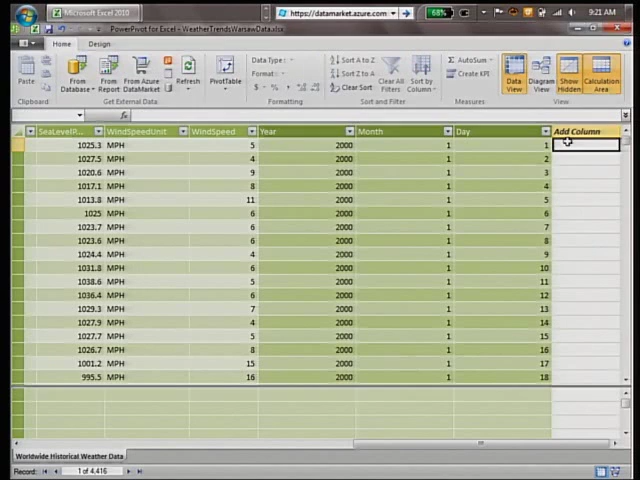 Microsoft Excel 2010
https://datamarket.azure.com
68%
9:21 AM
PowerPivot for Excel - WeatherTrendsWarsawData.xlsx
Home Design
Paste
From Database
From Report
From Azure DataMarket
Refresh
Data Type :
Format :
$ % ,
Sort A to Z
Sort Z to A
Clear Sort
Clear All Filters
Sort by Column
AutoSum
Create KPI
Data View
Diagram View
Show Hidden
Calculation Area
Clipboard
Get External Data
Formatting
Sort and Filter
Measures
View
fx
SeaLevelP... WindSpeedUnit WindSpeed Year Month Day Add Column
1025.3 MPH 5 2000 1 1
1027.5 MPH 4 2000 1 2
1020.6 MPH 9 2000 1 3
1017.1 MPH 8 2000 1 4
1013.8 MPH 11 2000 1 5
1025 MPH 6 2000 1 6
1023.7 MPH 6 2000 1 7
1023.6 MPH 6 2000 1 8
1024.4 MPH 4 2000 1 9
1031.8 MPH 6 2000 1 10
1038.6 MPH 5 2000 1 11
1036.4 MPH 6 2000 1 12
1029.3 MPH 7 2000 1 13
1027.9 MPH 4 2000 1 14
1027.7 MPH 5 2000 1 15
1026.7 MPH 8 2000 1 16
1001.2 MPH 15 2000 1 17
995.5 MPH 16 2000 1 18
Worldwide Historical Weather Data
Record: 1 of 4,416